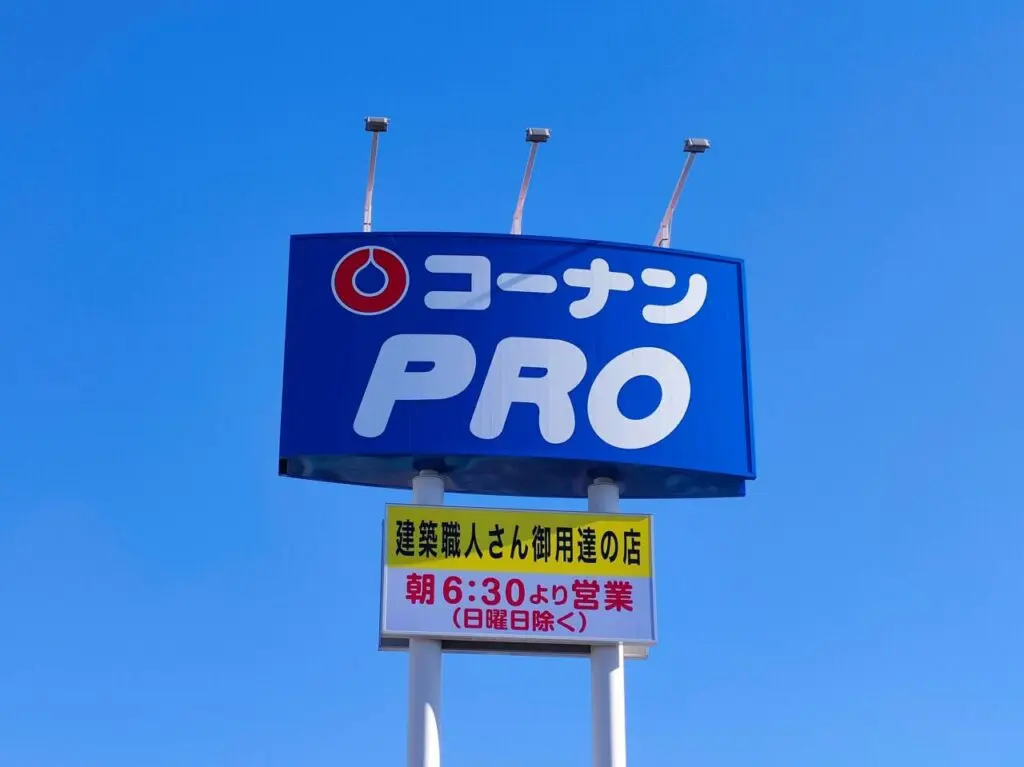 コーナン
PRO
建築職人さん御用達の店
朝6:30より営業
(日曜日除く)